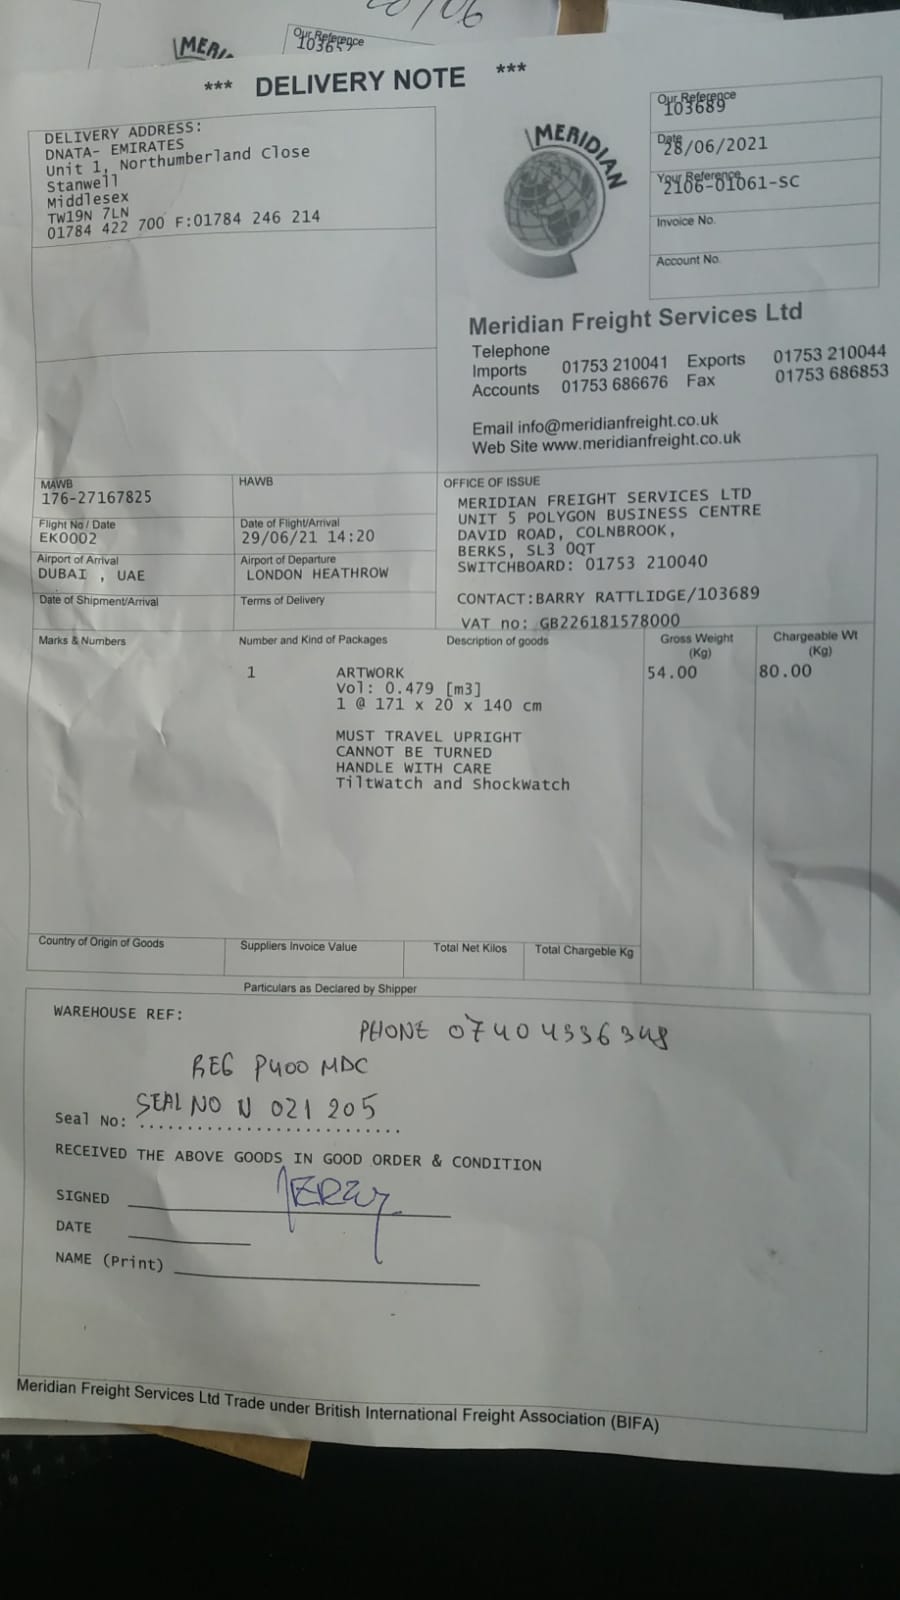 20/06
MERI
Our Reference
*** DELIVERY NOTE ***
DELIVERY ADDRESS:
DNATA- EMIRATES
Unit 1, Northumberland Close
Stanwell
Middlesex
TW19N 7LN
01784 422 700 F:01784 246 214
MERIDIAN
Our Reference
103689
Date
28/06/2021
Your Reference
2106-01061-SC
Invoice No.
Account No.
Meridian Freight Services Ltd
Telephone
Imports 01753 210041 Exports 01753 210044
Accounts 01753 686676 Fax 01753 686853
Email info@meridianfreight.co.uk
Web Site www.meridianfreight.co.uk
MAWB
176-27167825
HAWB
Flight No / Date
EK0002
Date of Flight/Arrival
29/06/21 14:20
Airport of Arrival
DUBAI , UAE
Airport of Departure
LONDON HEATHROW
Date of Shipment/Arrival
Terms of Delivery
OFFICE OF ISSUE
MERIDIAN FREIGHT SERVICES LTD
UNIT 5 POLYGON BUSINESS CENTRE
DAVID ROAD, COLNBROOK,
BERKS, SL3 0QT
SWITCHBOARD: 01753 210040
CONTACT:BARRY RATTLIDGE/103689
VAT no: GB226181578000
Marks & Numbers
Number and Kind of Packages
Description of goods
Gross Weight
(Kg)
Chargeable Wt
(Kg)
1 ARTWORK 54.00 80.00
Vol: 0.479 [m3]
1 @ 171 x 20 x 140 cm
MUST TRAVEL UPRIGHT
CANNOT BE TURNED
HANDLE WITH CARE
TiltWatch and ShockWatch
Country of Origin of Goods
Suppliers Invoice Value
Total Net Kilos
Total Chargeble Kg
Particulars as Declared by Shipper
WAREHOUSE REF:
PHONE 07404336348
REG P400 MDC
Seal No: SEAL NO N 021 205
RECEIVED THE ABOVE GOODS IN GOOD ORDER & CONDITION
SIGNED
DATE
NAME (Print)
Meridian Freight Services Ltd Trade under British International Freight Association (BIFA)